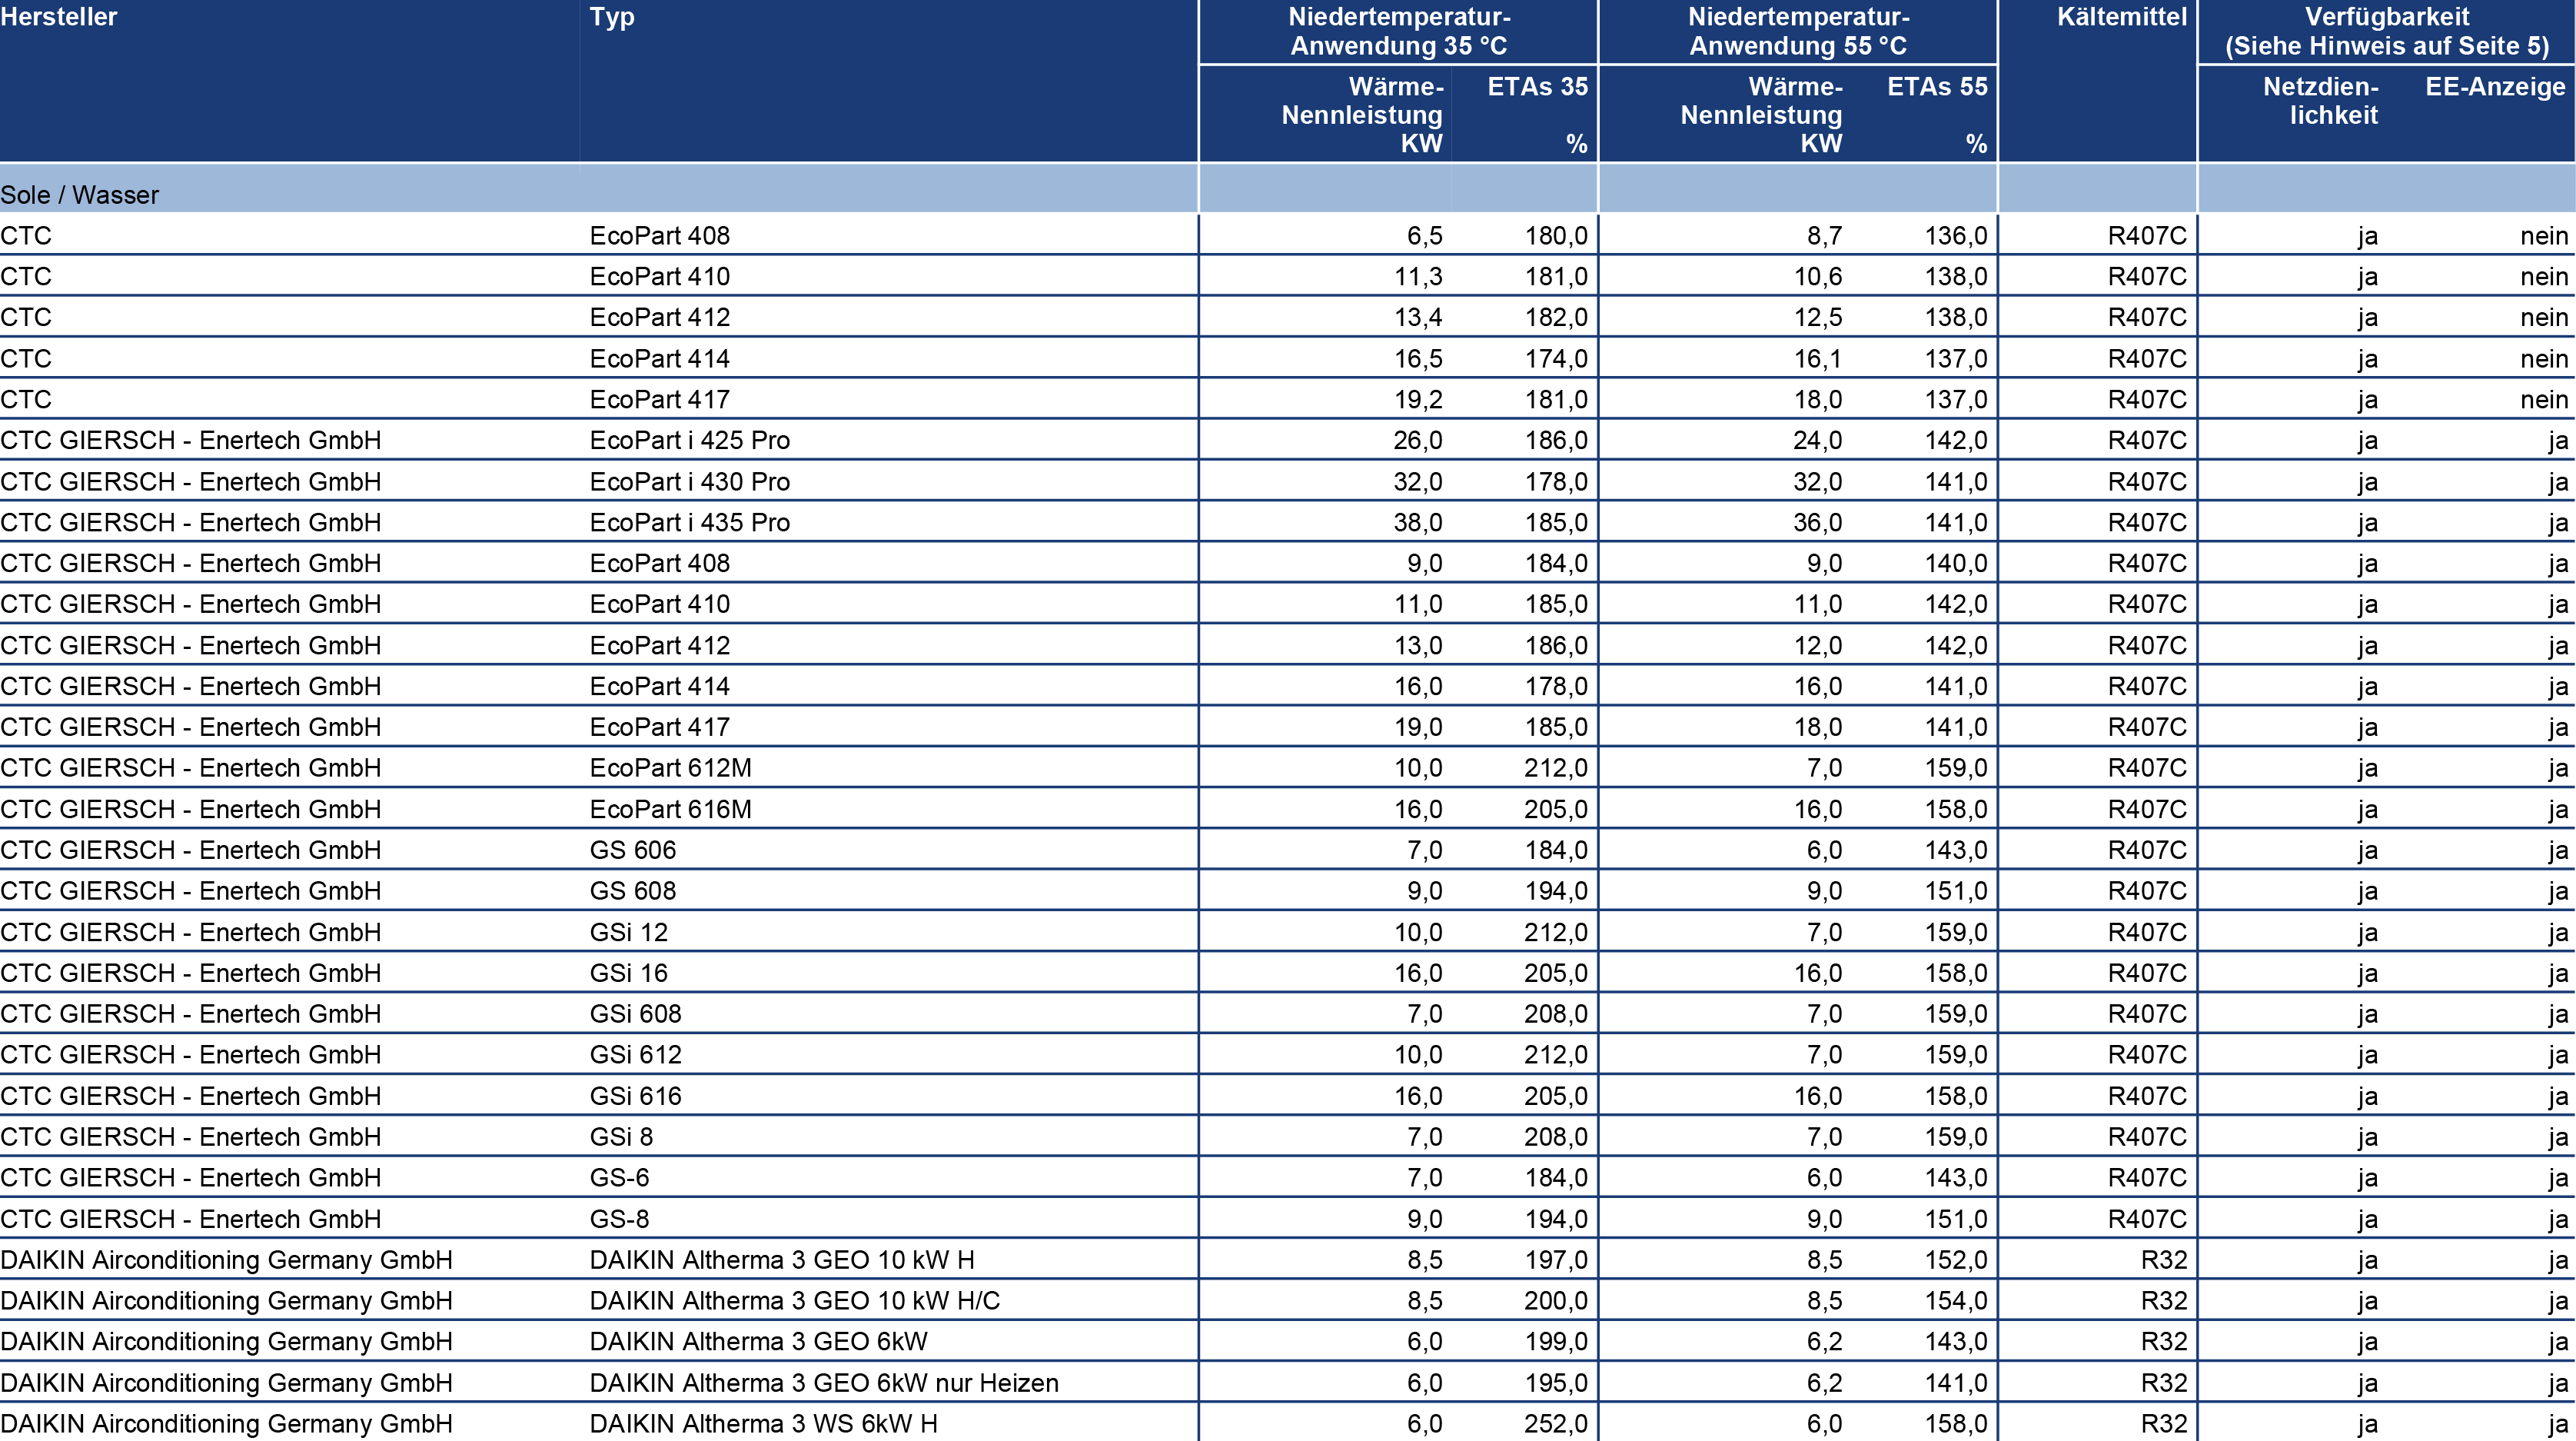 Hersteller Typ Niedertemperatur-Anwendung 35 °C Niedertemperatur-Anwendung 55 °C Kältemittel Verfügbarkeit (Siehe Hinweis auf Seite 5)
Wärme-Nennleistung KW ETAs 35 % Wärme-Nennleistung KW ETAs 55 % Netzdien-lichkeit EE-Anzeige
Sole / Wasser
CTC EcoPart 408 6,5 180,0 8,7 136,0 R407C ja nein
CTC EcoPart 410 11,3 181,0 10,6 138,0 R407C ja nein
CTC EcoPart 412 13,4 182,0 12,5 138,0 R407C ja nein
CTC EcoPart 414 16,5 174,0 16,1 137,0 R407C ja nein
CTC EcoPart 417 19,2 181,0 18,0 137,0 R407C ja nein
CTC GIERSCH - Enertech GmbH EcoPart i 425 Pro 26,0 186,0 24,0 142,0 R407C ja ja
CTC GIERSCH - Enertech GmbH EcoPart i 430 Pro 32,0 178,0 32,0 141,0 R407C ja ja
CTC GIERSCH - Enertech GmbH EcoPart i 435 Pro 38,0 185,0 36,0 141,0 R407C ja ja
CTC GIERSCH - Enertech GmbH EcoPart 408 9,0 184,0 9,0 140,0 R407C ja ja
CTC GIERSCH - Enertech GmbH EcoPart 410 11,0 185,0 11,0 142,0 R407C ja ja
CTC GIERSCH - Enertech GmbH EcoPart 412 13,0 186,0 12,0 142,0 R407C ja ja
CTC GIERSCH - Enertech GmbH EcoPart 414 16,0 178,0 16,0 141,0 R407C ja ja
CTC GIERSCH - Enertech GmbH EcoPart 417 19,0 185,0 18,0 141,0 R407C ja ja
CTC GIERSCH - Enertech GmbH EcoPart 612M 10,0 212,0 7,0 159,0 R407C ja ja
CTC GIERSCH - Enertech GmbH EcoPart 616M 16,0 205,0 16,0 158,0 R407C ja ja
CTC GIERSCH - Enertech GmbH GS 606 7,0 184,0 6,0 143,0 R407C ja ja
CTC GIERSCH - Enertech GmbH GS 608 9,0 194,0 9,0 151,0 R407C ja ja
CTC GIERSCH - Enertech GmbH GSi 12 10,0 212,0 7,0 159,0 R407C ja ja
CTC GIERSCH - Enertech GmbH GSi 16 16,0 205,0 16,0 158,0 R407C ja ja
CTC GIERSCH - Enertech GmbH GSi 608 7,0 208,0 7,0 159,0 R407C ja ja
CTC GIERSCH - Enertech GmbH GSi 612 10,0 212,0 7,0 159,0 R407C ja ja
CTC GIERSCH - Enertech GmbH GSi 616 16,0 205,0 16,0 158,0 R407C ja ja
CTC GIERSCH - Enertech GmbH GSi 8 7,0 208,0 7,0 159,0 R407C ja ja
CTC GIERSCH - Enertech GmbH GS-6 7,0 184,0 6,0 143,0 R407C ja ja
CTC GIERSCH - Enertech GmbH GS-8 9,0 194,0 9,0 151,0 R407C ja ja
DAIKIN Airconditioning Germany GmbH DAIKIN Altherma 3 GEO 10 kW H 8,5 197,0 8,5 152,0 R32 ja ja
DAIKIN Airconditioning Germany GmbH DAIKIN Altherma 3 GEO 10 kW H/C 8,5 200,0 8,5 154,0 R32 ja ja
DAIKIN Airconditioning Germany GmbH DAIKIN Altherma 3 GEO 6kW 6,0 199,0 6,2 143,0 R32 ja ja
DAIKIN Airconditioning Germany GmbH DAIKIN Altherma 3 GEO 6kW nur Heizen 6,0 195,0 6,2 141,0 R32 ja ja
DAIKIN Airconditioning Germany GmbH DAIKIN Altherma 3 WS 6kW H 6,0 252,0 6,0 158,0 R32 ja ja